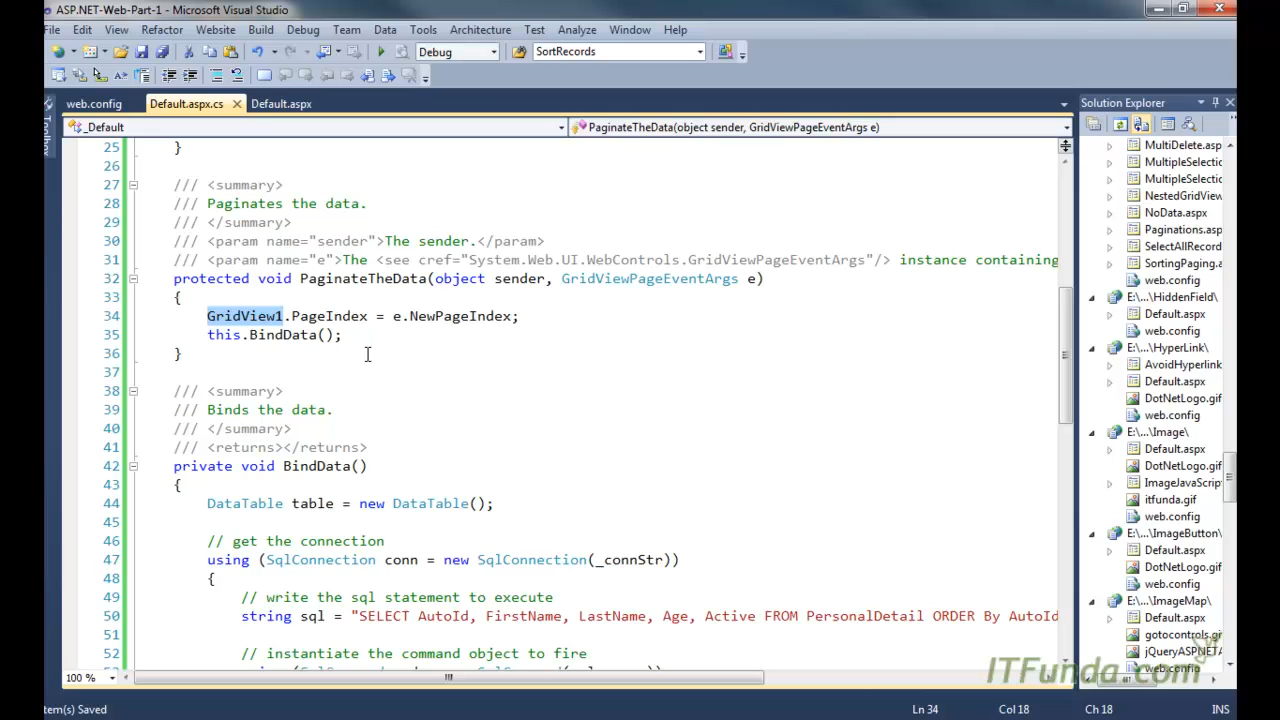 ASP.NET-Web-Part-1 - Microsoft Visual Studio
File Edit View Refactor Website Build Debug Team Data Tools Architecture Test Analyze Window Help
Debug SortRecords
web.config Default.aspx.cs Default.aspx
_Default PaginateTheData(object sender, GridViewPageEventArgs e)
25 }
26
27 /// <summary>
28 /// Paginates the data.
29 /// </summary>
30 /// <param name="sender">The sender.</param>
31 /// <param name="e">The <see cref="System.Web.UI.WebControls.GridViewPageEventArgs"/> instance containing
32 protected void PaginateTheData(object sender, GridViewPageEventArgs e)
33 {
34 GridView1.PageIndex = e.NewPageIndex;
35 this.BindData();
36 }
37
38 /// <summary>
39 /// Binds the data.
40 /// </summary>
41 /// <returns></returns>
42 private void BindData()
43 {
44 DataTable table = new DataTable();
45
46 // get the connection
47 using (SqlConnection conn = new SqlConnection(_connStr))
48 {
49 // write the sql statement to execute
50 string sql = "SELECT AutoId, FirstName, LastName, Age, Active FROM PersonalDetail ORDER By AutoId
51
52 // instantiate the command object to fire
100 %
Toolbox
Solution Explorer
MultiDelete.asp
MultipleSelectio
MultipleSelectio
NestedGridView
NoData.aspx
Paginations.aspx
SelectAllRecord
SortingPaging.a
web.config
E:\...\HiddenField\
Default.aspx
web.config
E:\...\HyperLink\
AvoidHyperlink
Default.aspx
DotNetLogo.gif
web.config
E:\...\Image\
Default.aspx
DotNetLogo.gif
ImageJavaScrip
itfunda.gif
web.config
E:\...\ImageButton\
Default.aspx
DotNetLogo.gif
web.config
E:\...\ImageMap\
Default.aspx
gotocontrols.gif
jQueryASPNETA
web.config
ITFunda.com
Item(s) Saved Ln 34 Col 18 Ch 18 INS